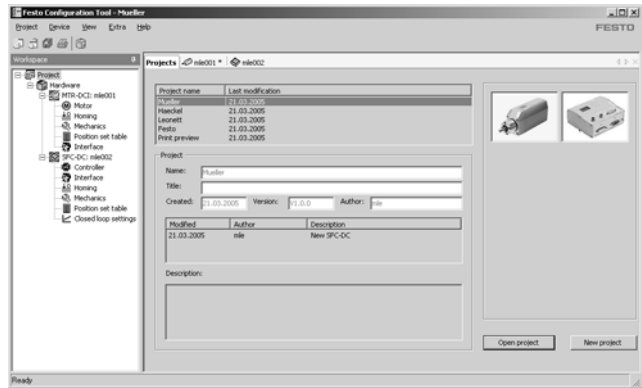 Festo Configuration Tool - Mueller
Project Device View Extra Help
FESTO
Workspace
Projects mle001 * mle002
Project
Hardware
MTR-DCI: mle001
Motor
Homing
Mechanics
Position set table
Interface
SFC-DC: mle002
Controller
Interface
Homing
Mechanics
Position set table
Closed loop settings
Project name Last modification
Mueller 21.03.2005
Haeckel 21.03.2005
Leonett 21.03.2005
Festo 21.03.2005
Print preview 21.03.2005
Project
Name: Mueller
Title:
Created: 21.03.2005 Version: V1.0.0 Author: mle
Modified Author Description
21.03.2005 mle New SFC-DC
Description:
Open project New project
Ready